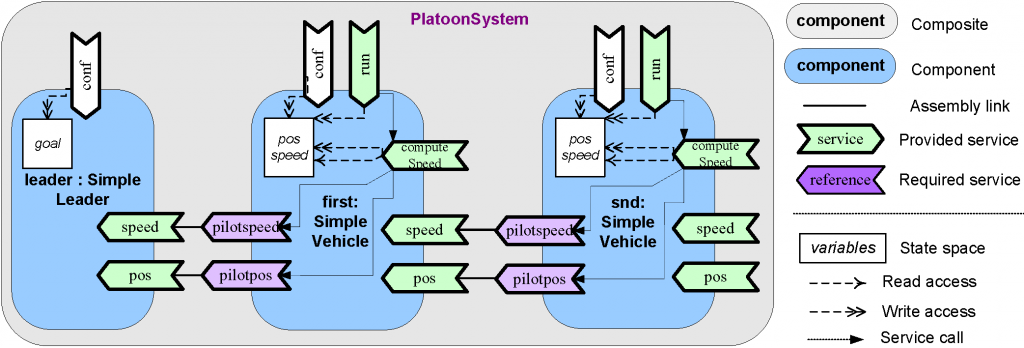 PlatoonSystem
conf
goal
leader : Simple
Leader
speed
pos
conf
run
pos
speed
compute
Speed
first:
Simple
Vehicle
pilotspeed
pilotpos
speed
pos
conf
run
pos
speed
compute
Speed
snd:
Simple
Vehicle
pilotspeed
pilotpos
speed
pos
component
Composite
component
Component
Assembly link
service
Provided service
reference
Required service
variables
State space
Read access
Write access
Service call